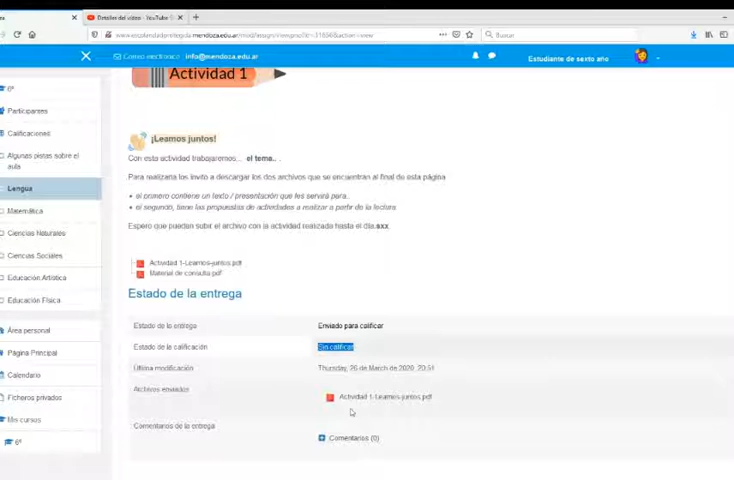 Detalles del video - YouTube
mendoza.edu.ar
Buscar
Correo electrónico info@mendoza.edu.ar
Estudiante de sexto año
Actividad 1
6º
Participantes
Calificaciones
Algunas pistas sobre el
aula
Lengua
Matemática
Ciencias Naturales
Ciencias Sociales
Educación Artística
Educación Física
Área personal
Página Principal
Calendario
Ficheros privados
Mis cursos
6º
¡Leamos juntos!
Con esta actividad trabajaremos... el tema...
Para realizarla los invito a descargar los dos archivos que se encuentran al final de esta página
• el primero contiene un texto / presentación que les servirá para..
• el segundo, tiene las propuestas de actividades a realizar a partir de la lectura
Espero que puedan subir el archivo con la actividad realizada hasta el día.xxx
Actividad 1-Leamos-juntos.pdf
Material de consulta.pdf
Estado de la entrega
Estado de la entrega Enviado para calificar
Estado de la calificación Sin calificar
Última modificación Thursday, 26 de March de 2020, 20:51
Archivos enviados Actividad 1-Leamos-juntos.pdf
Comentarios de la entrega
Comentarios (0)